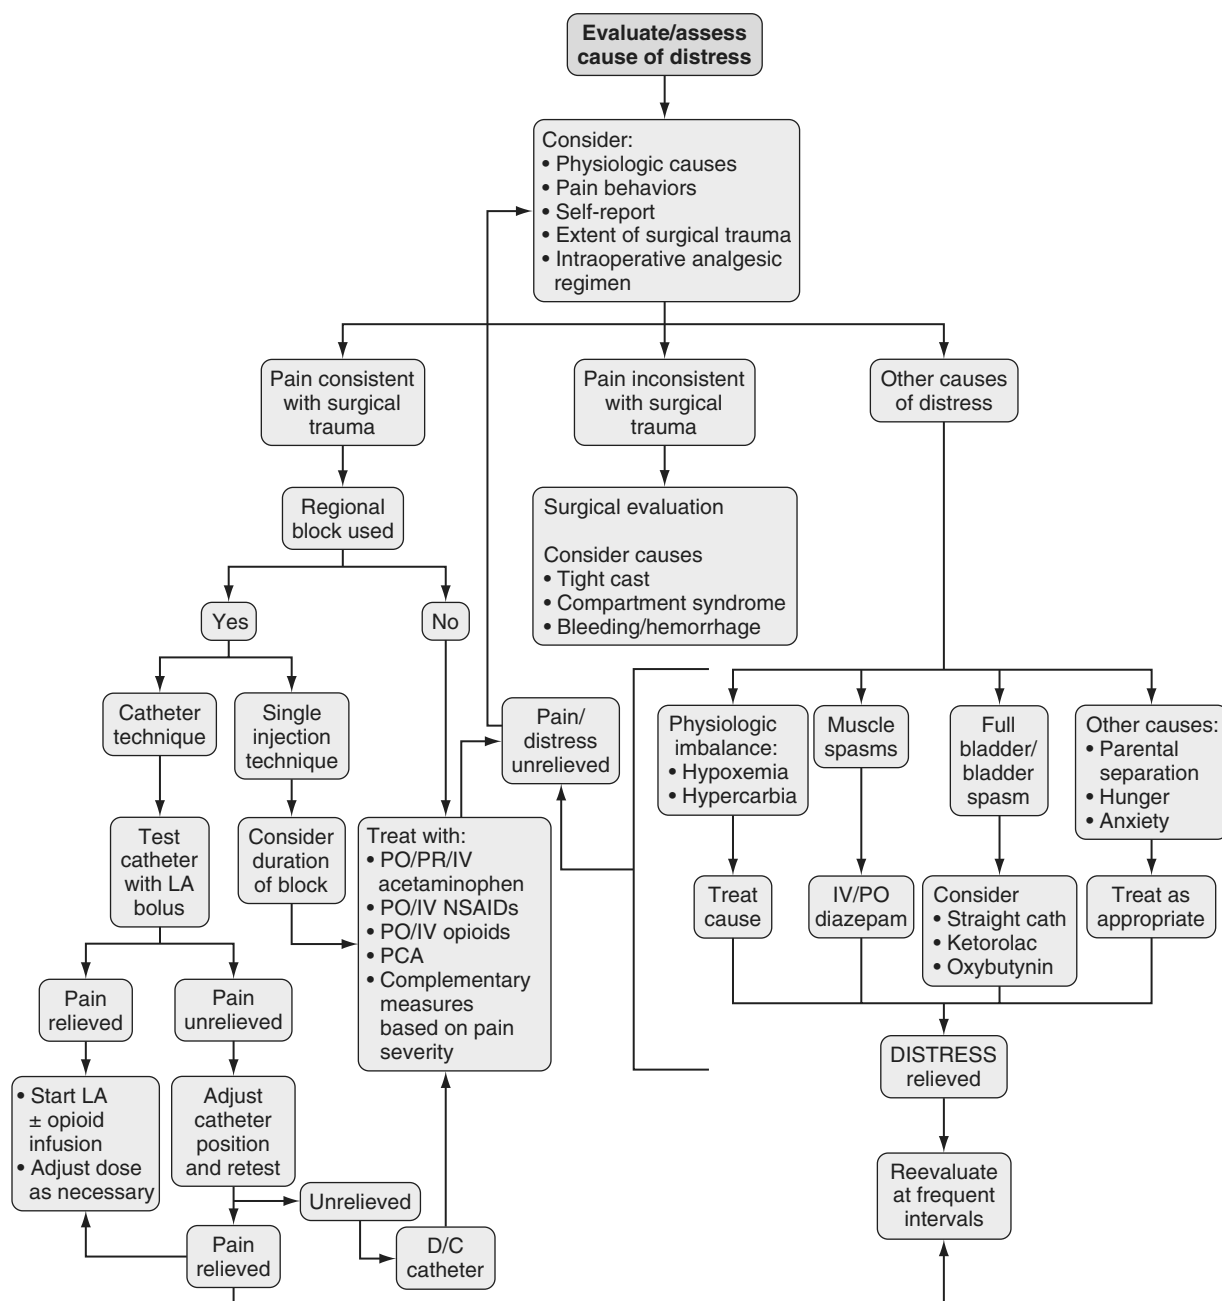 Evaluate/assess
cause of distress
Consider:
• Physiologic causes
• Pain behaviors
• Self-report
• Extent of surgical trauma
• Intraoperative analgesic
regimen
Pain consistent
with surgical
trauma
Pain inconsistent
with surgical
trauma
Other causes
of distress
Regional
block used
Surgical evaluation
Consider causes
• Tight cast
• Compartment syndrome
• Bleeding/hemorrhage
Yes
No
Catheter
technique
Single
injection
technique
Pain/
distress
unrelieved
Physiologic
imbalance:
• Hypoxemia
• Hypercarbia
Muscle
spasms
Full
bladder/
bladder
spasm
Other causes:
• Parental
separation
• Hunger
• Anxiety
Test
catheter
with LA
bolus
Consider
duration
of block
Treat with:
• PO/PR/IV
acetaminophen
• PO/IV NSAIDs
• PO/IV opioids
• PCA
• Complementary
measures
based on pain
severity
Treat
cause
IV/PO
diazepam
Consider
• Straight cath
• Ketorolac
• Oxybutynin
Treat as
appropriate
Pain
relieved
Pain
unrelieved
DISTRESS
relieved
• Start LA
± opioid
infusion
• Adjust dose
as necessary
Adjust
catheter
position
and retest
Unrelieved
Reevaluate
at frequent
intervals
Pain
relieved
D/C
catheter